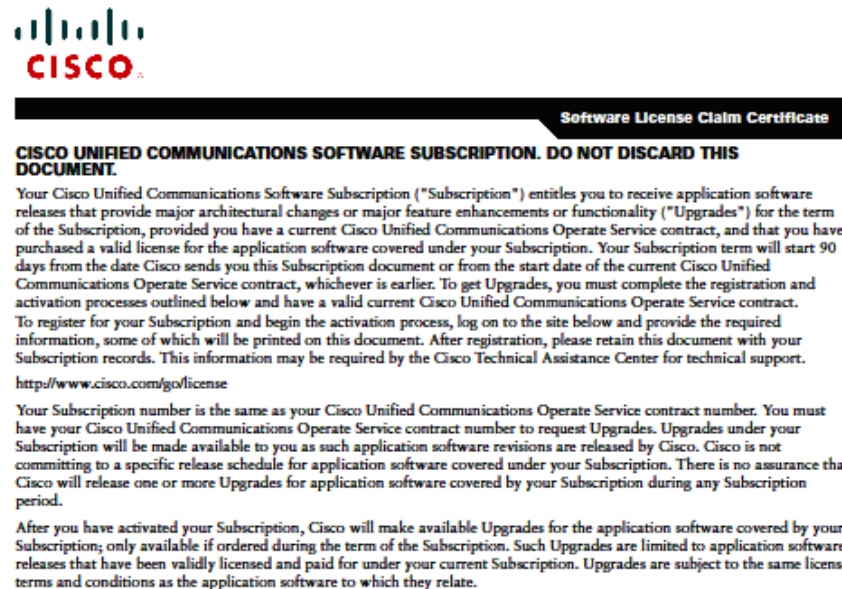 CISCO.
Software License Claim Certificate
CISCO UNIFIED COMMUNICATIONS SOFTWARE SUBSCRIPTION. DO NOT DISCARD THIS
DOCUMENT.
Your Cisco Unified Communications Software Subscription ("Subscription") entitles you to receive application software
releases that provide major architectural changes or major feature enhancements or functionality ("Upgrades") for the term
of the Subscription, provided you have a current Cisco Unified Communications Operate Service contract, and that you have
purchased a valid license for the application software covered under your Subscription. Your Subscription term will start 90
days from the date Cisco sends you this Subscription document or from the start date of the current Cisco Unified
Communications Operate Service contract, whichever is earlier. To get Upgrades, you must complete the registration and
activation processes outlined below and have a valid current Cisco Unified Communications Operate Service contract.
To register for your Subscription and begin the activation process, log on to the site below and provide the required
information, some of which will be printed on this document. After registration, please retain this document with your
Subscription records. This information may be required by the Cisco Technical Assistance Center for technical support.
http://www.cisco.com/go/license
Your Subscription number is the same as your Cisco Unified Communications Operate Service contract number. You must
have your Cisco Unified Communications Operate Service contract number to request Upgrades. Upgrades under your
Subscription will be made available to you as such application software revisions are released by Cisco. Cisco is not
committing to a specific release schedule for application software covered under your Subscription. There is no assurance tha
Cisco will release one or more Upgrades for application software covered by your Subscription during any Subscription
period.
After you have activated your Subscription, Cisco will make available Upgrades for the application software covered by your
Subscription; only available if ordered during the term of the Subscription. Such Upgrades are limited to application software
releases that have been validly licensed and paid for under your current Subscription. Upgrades are subject to the same license
terms and conditions as the application software to which they relate.